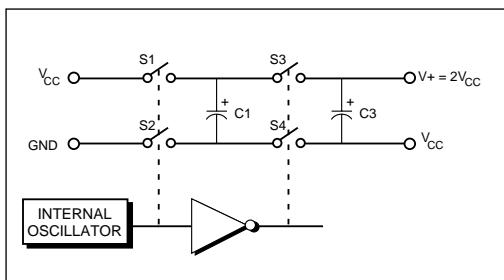 S1
S3
VCC
V+ = 2VCC
+
C1
+
C3
S2
S4
GND
VCC
INTERNAL
OSCILLATOR